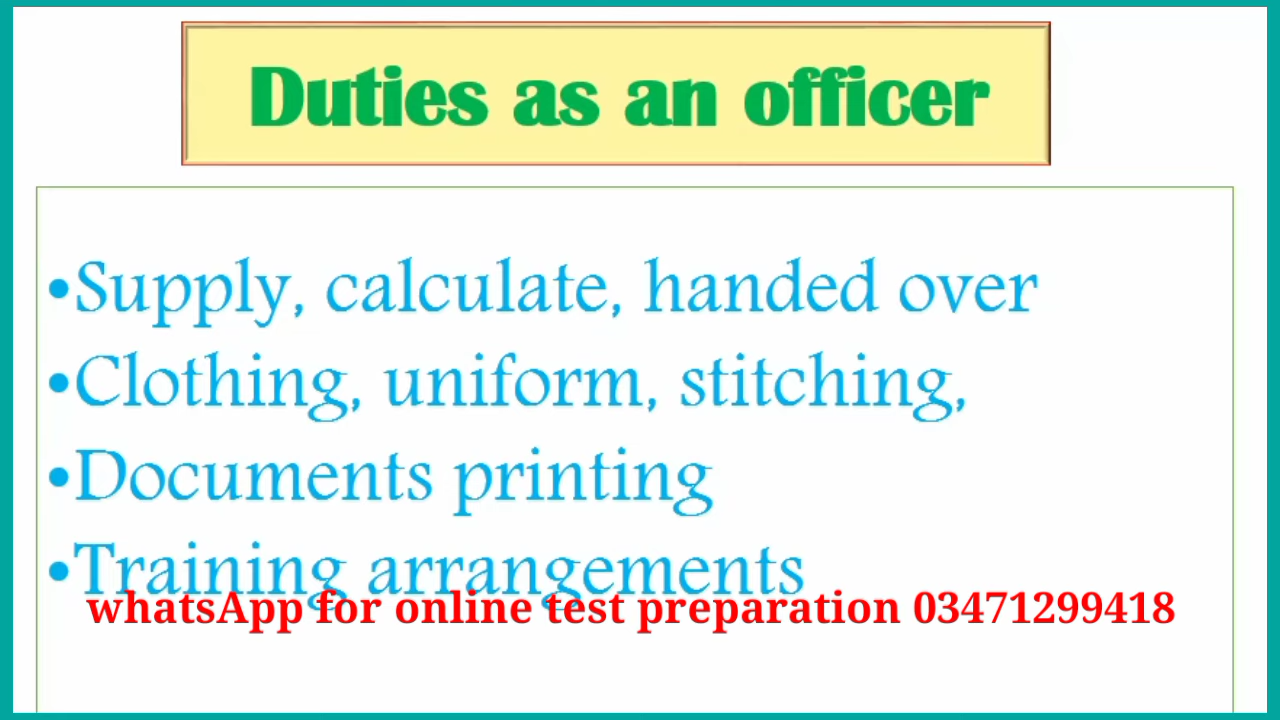 Duties as an officer
•Supply, calculate, handed over
•Clothing, uniform, stitching,
•Documents printing
•Training arrangements
whatsApp for online test preparation 03471299418